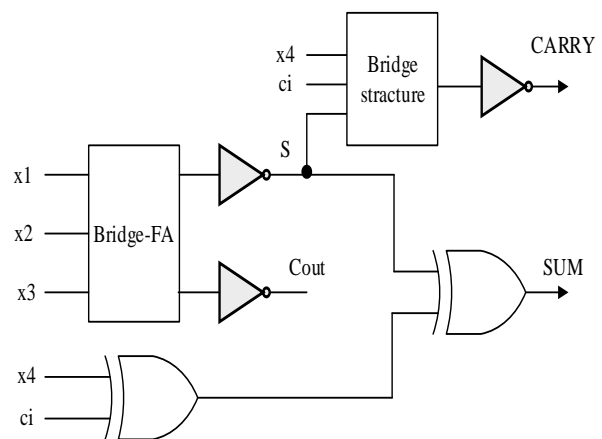 x4
ci
Bridge
stracture
CARRY
S
x1
x2
x3
Bridge-FA
Cout
SUM
x4
ci